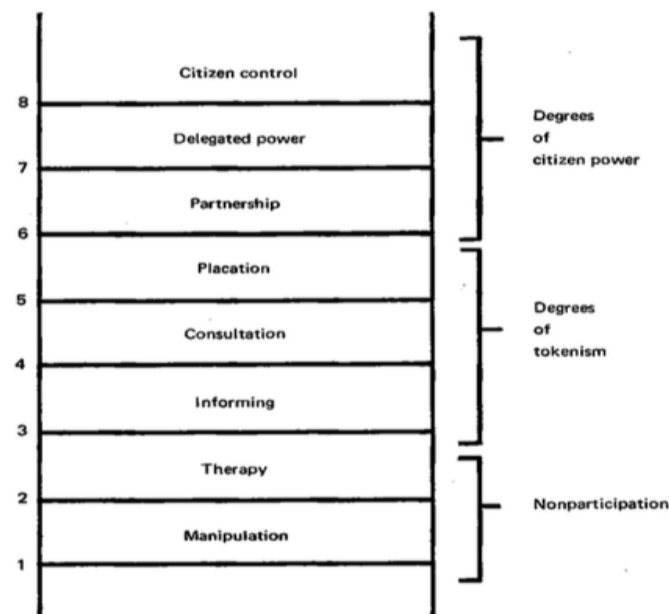 Citizen control
8
Delegated power
7
Partnership
6
Placation
5
Consultation
4
Informing
3
Therapy
2
Manipulation
1
Degrees
of
citizen power
Degrees
of
tokenism
Nonparticipation